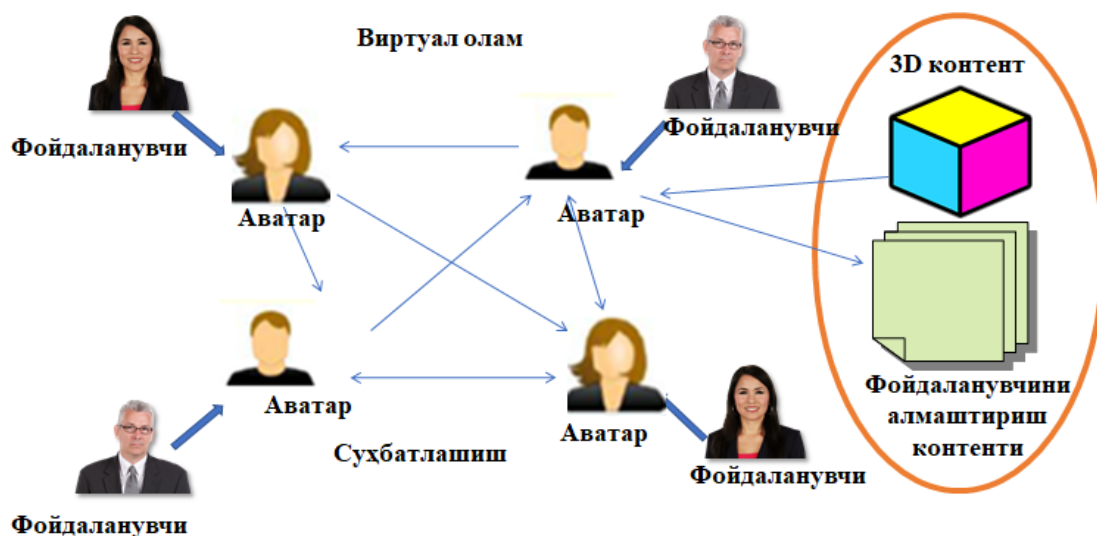 Виртуал олам
3D контент
Фойдаланувчи
Фойдаланувчи
Аватар
Аватар
Фойдаланувчини
алмаштириш
контенти
Аватар
Аватар
Суҳбатлашиш
Фойдаланувчи
Фойдаланувчи